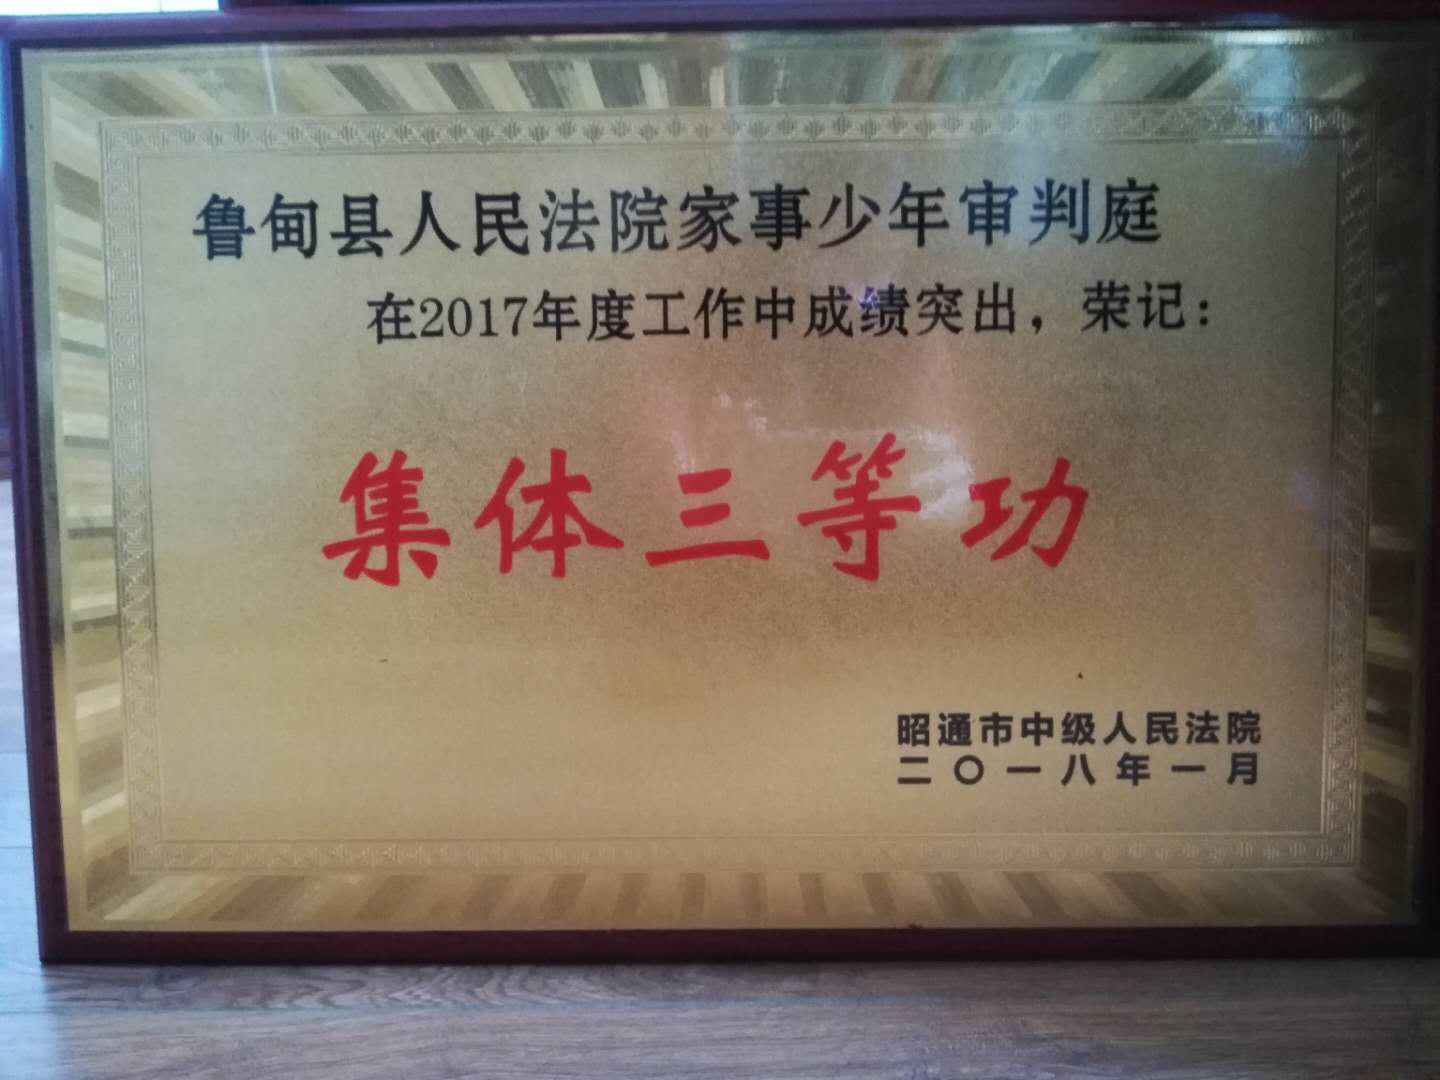 鲁甸县人民法院家事少年审判庭
在2017年度工作中成绩突出，荣记：
集体三等功
昭通市中级人民法院
二〇一八年一月